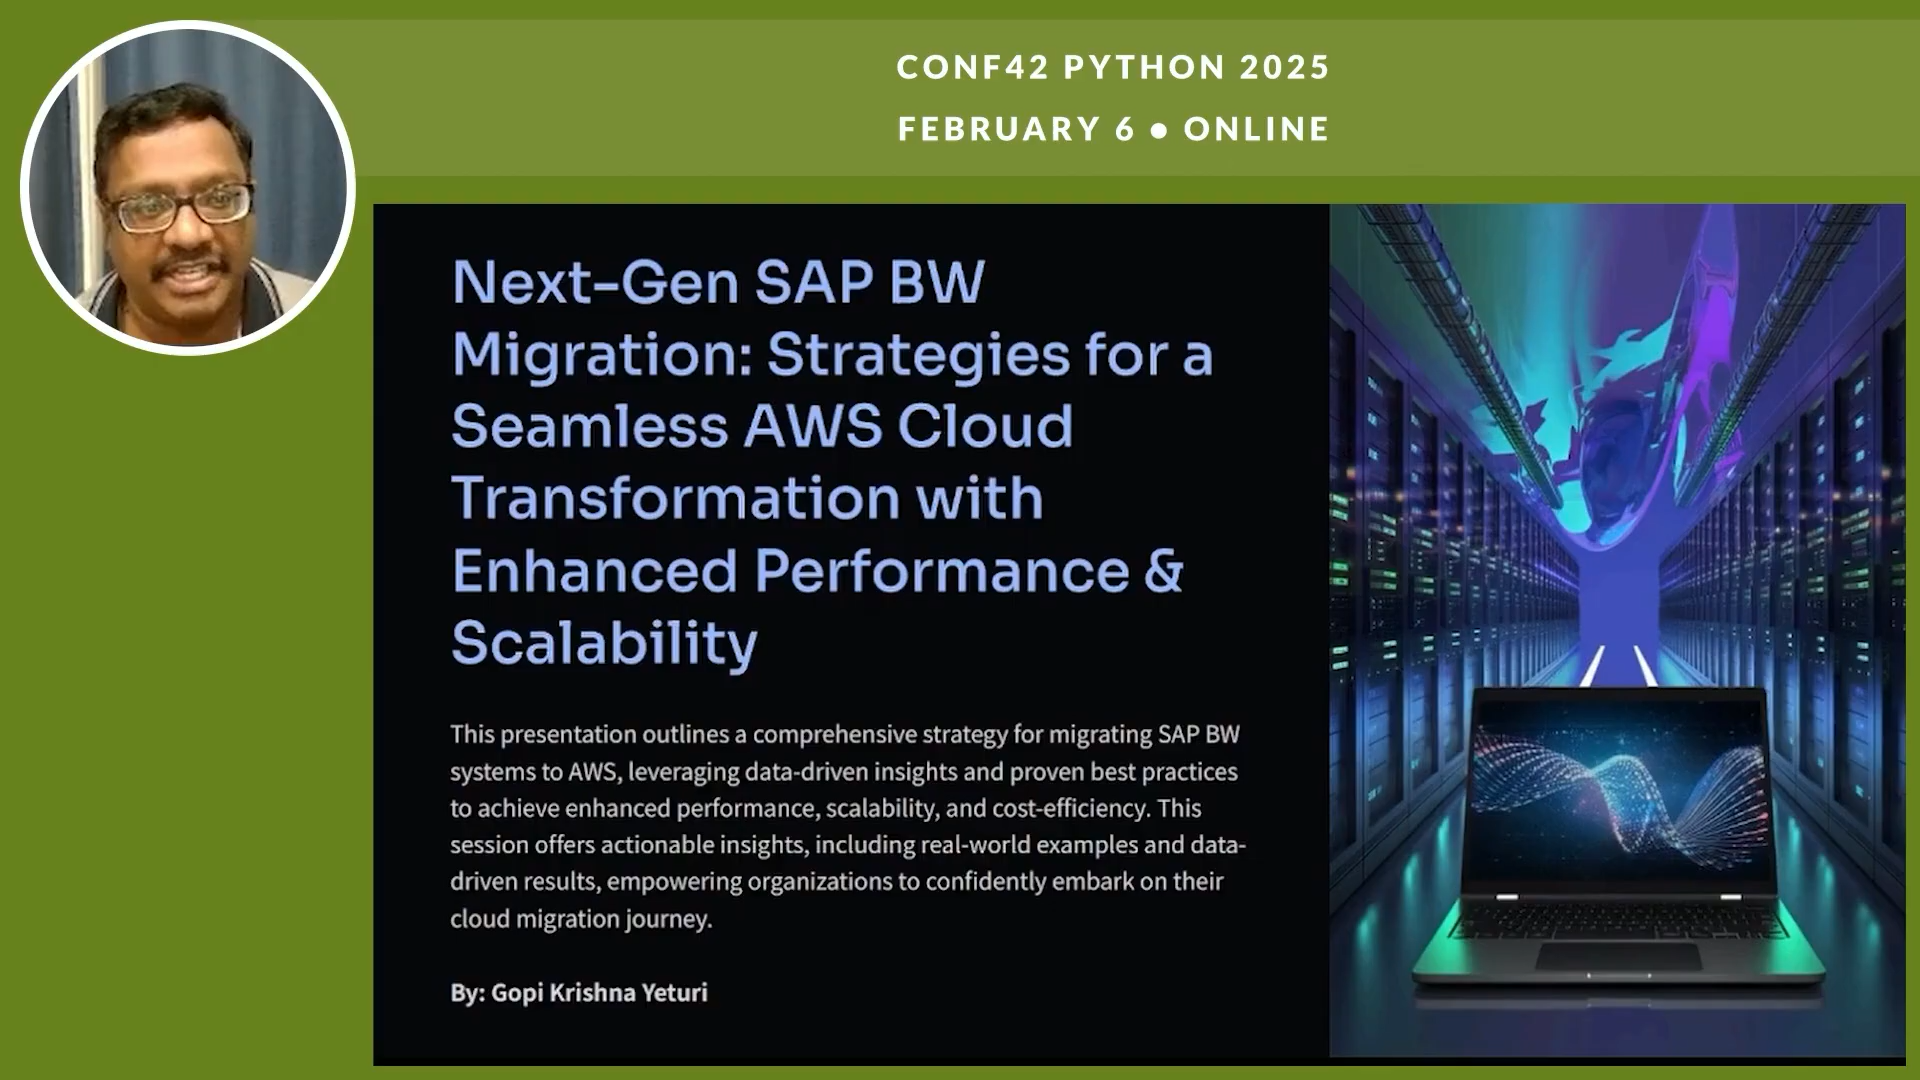 CONF42 PYTHON 2025
FEBRUARY 6 ● ONLINE
Next-Gen SAP BW
Migration: Strategies for a
Seamless AWS Cloud
Transformation with
Enhanced Performance &
Scalability
This presentation outlines a comprehensive strategy for migrating SAP BW
systems to AWS, leveraging data-driven insights and proven best practices
to achieve enhanced performance, scalability, and cost-efficiency. This
session offers actionable insights, including real-world examples and data-
driven results, empowering organizations to confidently embark on their
cloud migration journey.
By: Gopi Krishna Yeturi